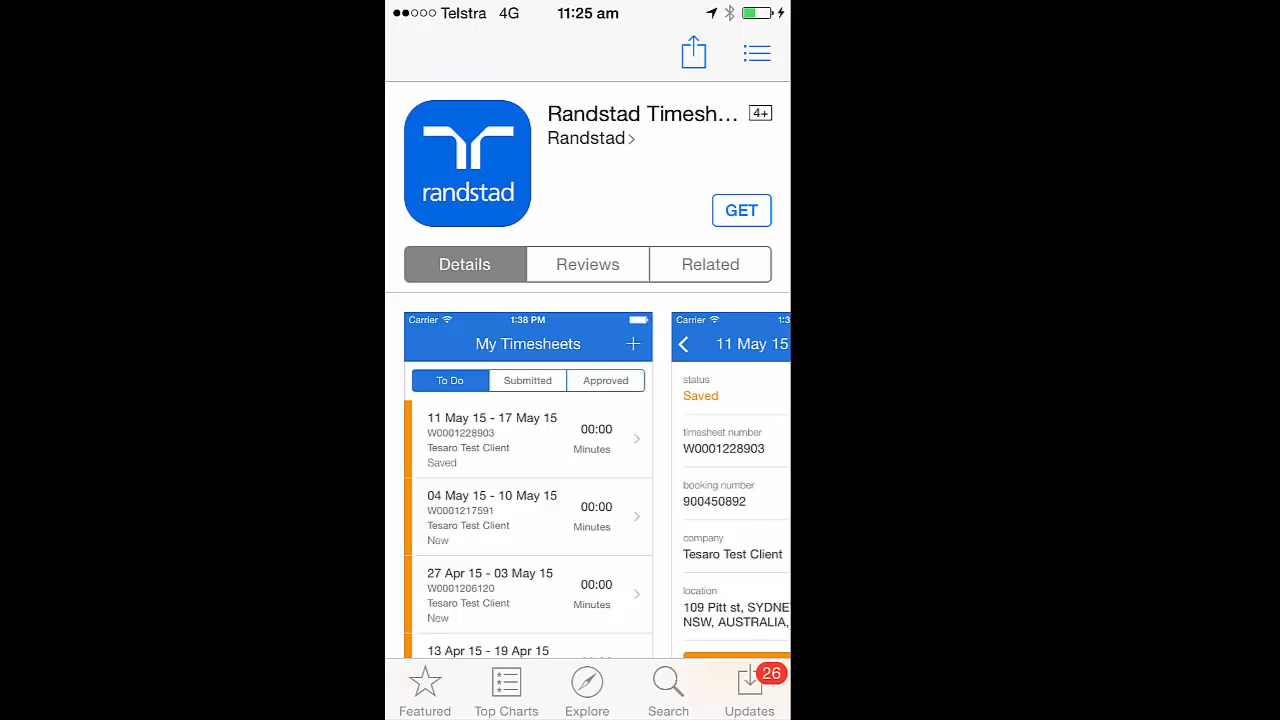 Telstra 4G 11:25 am
Randstad Timesh... 4+
Randstad >
randstad
GET
Details Reviews Related
Carrier 1:38 PM
My Timesheets +
To Do Submitted Approved
11 May 15 - 17 May 15
W0001228903
Tesaro Test Client
Saved
00:00
Minutes
04 May 15 - 10 May 15
W0001217591
Tesaro Test Client
New
00:00
Minutes
27 Apr 15 - 03 May 15
W0001206120
Tesaro Test Client
New
00:00
Minutes
13 Apr 15 - 19 Apr 15
Carrier 1:3
11 May 15
status
Saved
timesheet number
W0001228903
booking number
900450892
company
Tesaro Test Client
location
109 Pitt st, SYDNE
NSW, AUSTRALIA,
Featured Top Charts Explore Search Updates
26